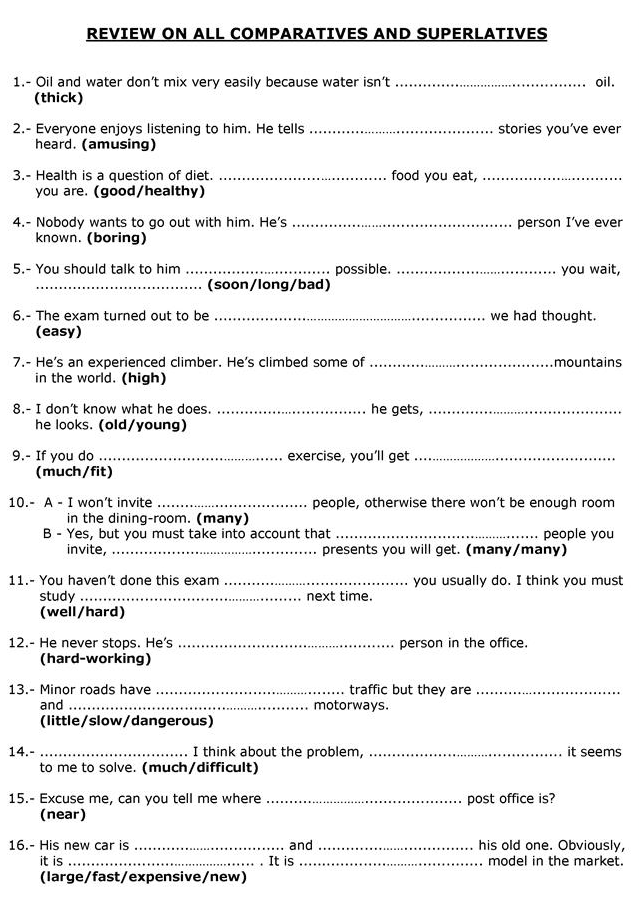 REVIEW ON ALL COMPARATIVES AND SUPERLATIVES
1.- Oil and water don't mix very easily because water isn't .............................................. oil.
(thick)
2.- Everyone enjoys listening to him. He tells ............................................ stories you've ever
heard. (amusing)
3.- Health is a question of diet. ....................................... food you eat, ................................
you are. (good/healthy)
4.- Nobody wants to go out with him. He's .................................................. person I've ever
known. (boring)
5.- You should talk to him ................................. possible. .................................... you wait,
.................................... (soon/long/bad)
6.- The exam turned out to be .............................................................. we had thought.
(easy)
7.- He's an experienced climber. He's climbed some of ..........................................mountains
in the world. (high)
8.- I don't know what he does. .................................. he gets, ............................................
he looks. (old/young)
9.- If you do .......................................... exercise, you'll get ..............................................
(much/fit)
10.- A - I won't invite .................................. people, otherwise there won't be enough room
in the dining-room. (many)
B - Yes, but you must take into account that .............................................. people you
invite, .............................................. presents you will get. (many/many)
11.- You haven't done this exam .......................................... you usually do. I think you must
study .................................................. next time.
(well/hard)
12.- He never stops. He's ................................................ person in the office.
(hard-working)
13.- Minor roads have .......................................... traffic but they are ................................
and ...................................................... motorways.
(little/slow/dangerous)
14.- ................................ I think about the problem, ............................................ it seems
to me to solve. (much/difficult)
15.- Excuse me, can you tell me where ............................................ post office is?
(near)
16.- His new car is .................................. and .................................... his old one. Obviously,
it is .......................................... . It is .......................................... model in the market.
(large/fast/expensive/new)